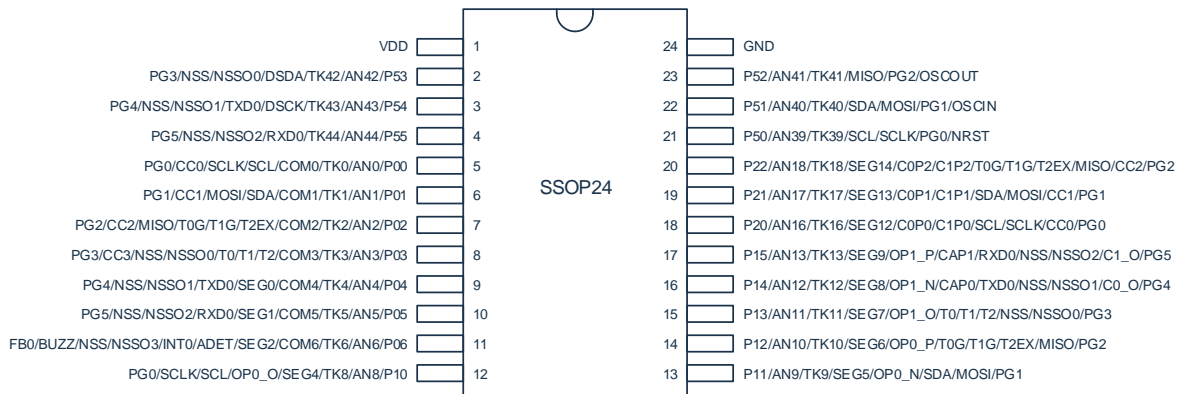 VDD 1 24 GND
PG3/NSS/NSSO0/DSDA/TK42/AN42/P53 2 23 P52/AN41/TK41/MISO/PG2/OSCOUT
PG4/NSS/NSSO1/TXD0/DSCK/TK43/AN43/P54 3 22 P51/AN40/TK40/SDA/MOSI/PG1/OSCIN
PG5/NSS/NSSO2/RXD0/TK44/AN44/P55 4 21 P50/AN39/TK39/SCL/SCLK/PG0/NRST
PG0/CC0/SCLK/SCL/COM0/TK0/AN0/P00 5 20 P22/AN18/TK18/SEG14/C0P2/C1P2/T0G/T1G/T2EX/MISO/CC2/PG2
SSOP24
PG1/CC1/MOSI/SDA/COM1/TK1/AN1/P01 6 19 P21/AN17/TK17/SEG13/C0P1/C1P1/SDA/MOSI/CC1/PG1
PG2/CC2/MISO/T0G/T1G/T2EX/COM2/TK2/AN2/P02 7 18 P20/AN16/TK16/SEG12/C0P0/C1P0/SCL/SCLK/CC0/PG0
PG3/CC3/NSS/NSSO0/T0/T1/T2/COM3/TK3/AN3/P03 8 17 P15/AN13/TK13/SEG9/OP1_P/CAP1/RXD0/NSS/NSSO2/C1_O/PG5
PG4/NSS/NSSO1/TXD0/SEG0/COM4/TK4/AN4/P04 9 16 P14/AN12/TK12/SEG8/OP1_N/CAP0/TXD0/NSS/NSSO1/C0_O/PG4
PG5/NSS/NSSO2/RXD0/SEG1/COM5/TK5/AN5/P05 10 15 P13/AN11/TK11/SEG7/OP1_O/T0/T1/T2/NSS/NSSO0/PG3
FB0/BUZZ/NSS/NSSO3/INT0/ADET/SEG2/COM6/TK6/AN6/P06 11 14 P12/AN10/TK10/SEG6/OP0_P/T0G/T1G/T2EX/MISO/PG2
PG0/SCLK/SCL/OP0_O/SEG4/TK8/AN8/P10 12 13 P11/AN9/TK9/SEG5/OP0_N/SDA/MOSI/PG1